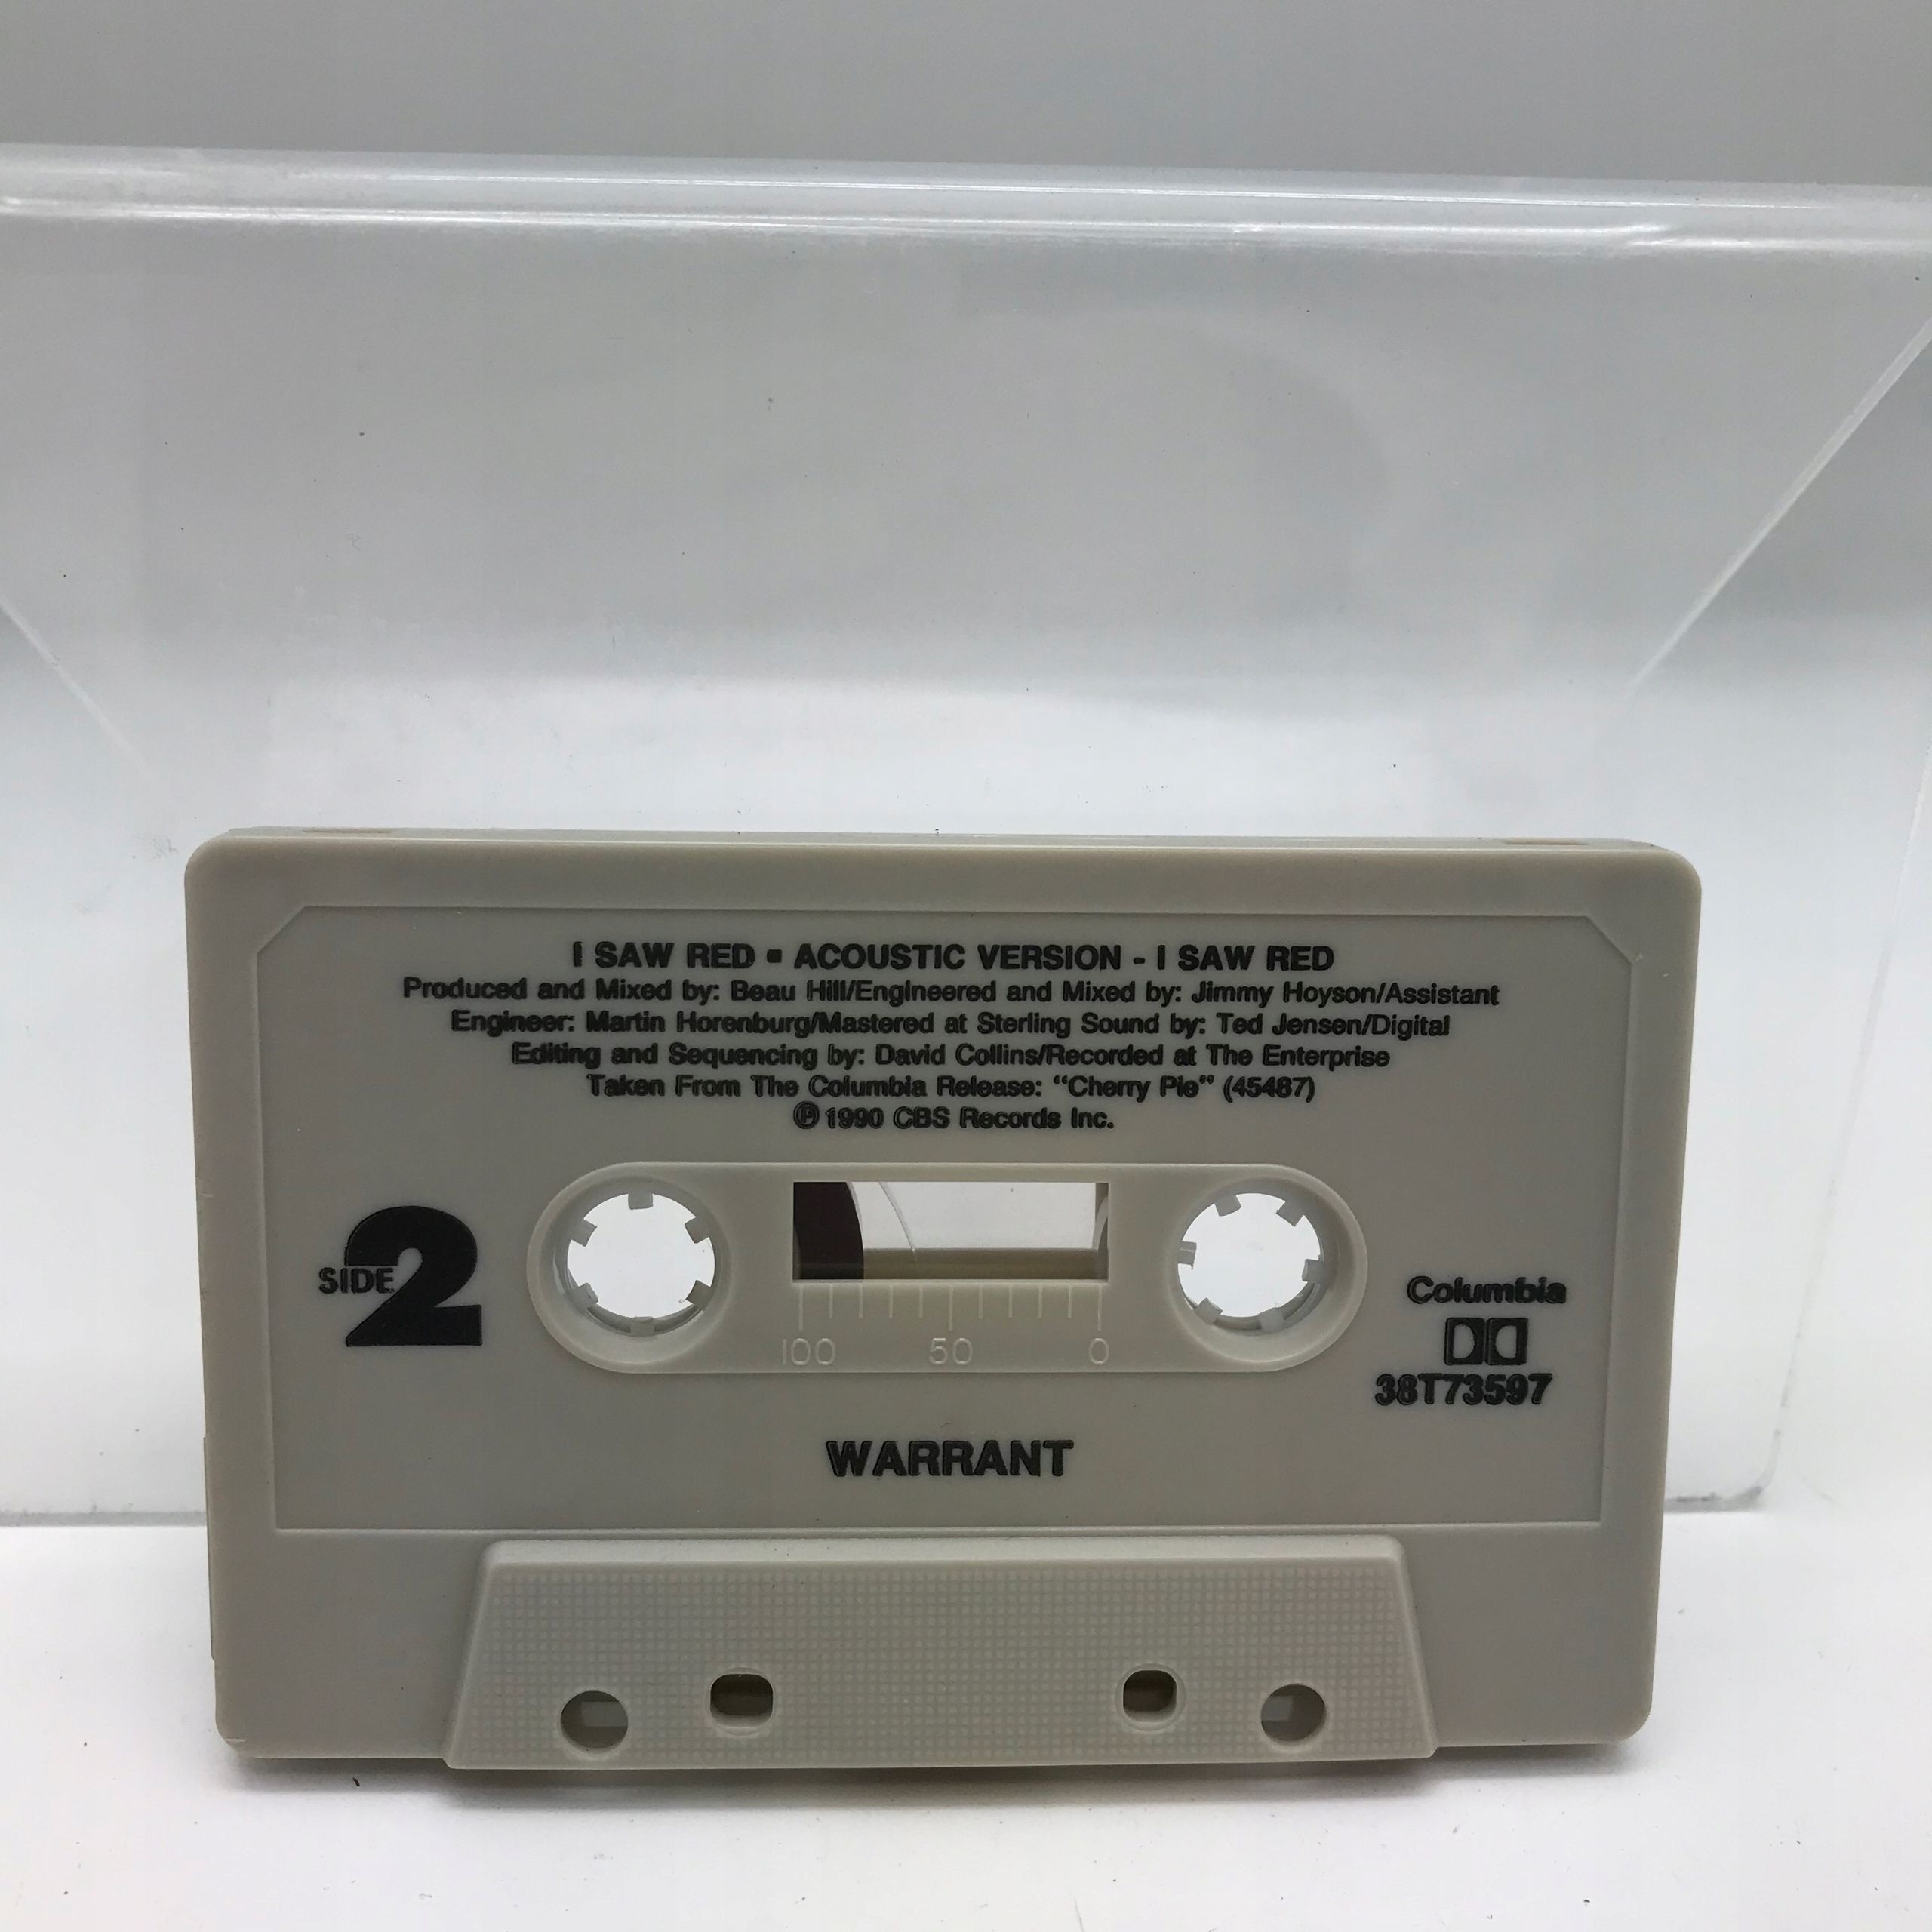 I SAW RED ▪ ACOUSTIC VERSION - I SAW RED
Produced and Mixed by: Beau Hill/Engineered and Mixed by: Jimmy Hoyson/Assistant
Engineer: Martin Horenburg/Mastered at Sterling Sound by: Ted Jensen/Digital
Editing and Sequencing by: David Collins/Recorded at The Enterprise
Taken From The Columbia Release: “Cherry Pie” (45487)
℗ 1990 CBS Records Inc.
SIDE 2
100 50 0
Columbia
38T73597
WARRANT